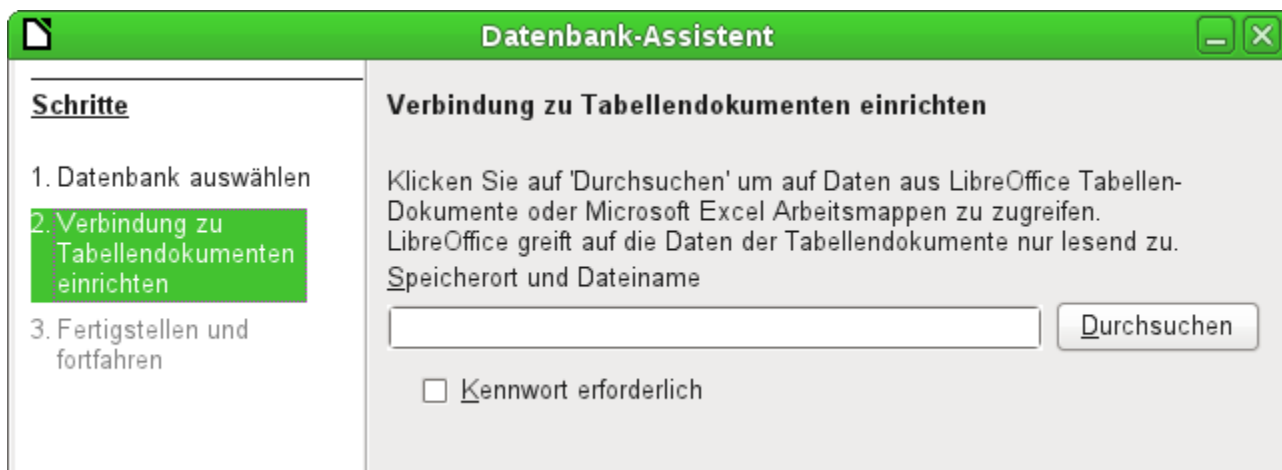 Datenbank-Assistent
Schritte
1. Datenbank auswählen
2. Verbindung zu
Tabellendokumenten
einrichten
3. Fertigstellen und
fortfahren
Verbindung zu Tabellendokumenten einrichten
Klicken Sie auf 'Durchsuchen' um auf Daten aus LibreOffice Tabellen-
Dokumente oder Microsoft Excel Arbeitsmappen zu zugreifen.
LibreOffice greift auf die Daten der Tabellendokumente nur lesend zu.
Speicherort und Dateiname
Durchsuchen
Kennwort erforderlich